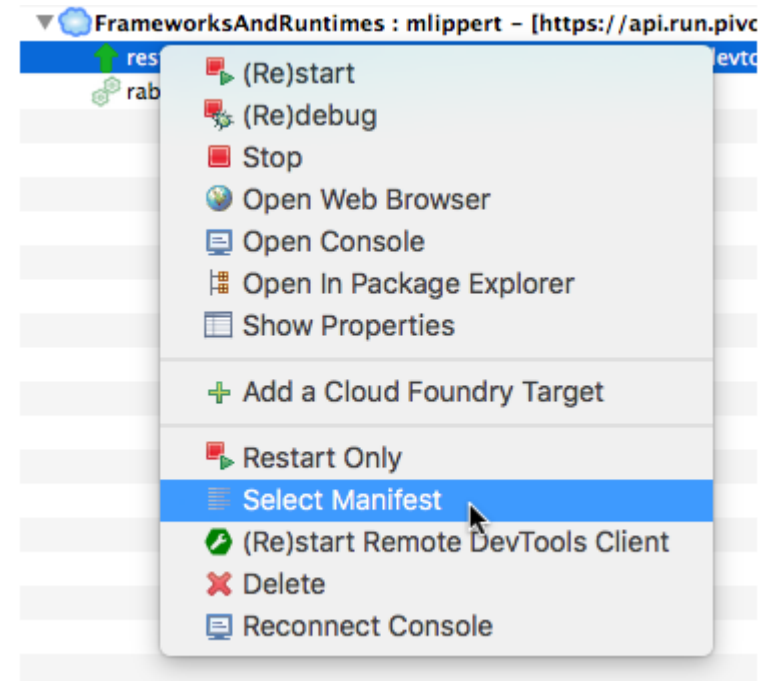 FrameworksAndRuntimes : mlippert – [https://api.run.pivo
(Re)start
(Re)debug
Stop
Open Web Browser
Open Console
Open In Package Explorer
Show Properties
Add a Cloud Foundry Target
Restart Only
Select Manifest
(Re)start Remote DevTools Client
Delete
Reconnect Console